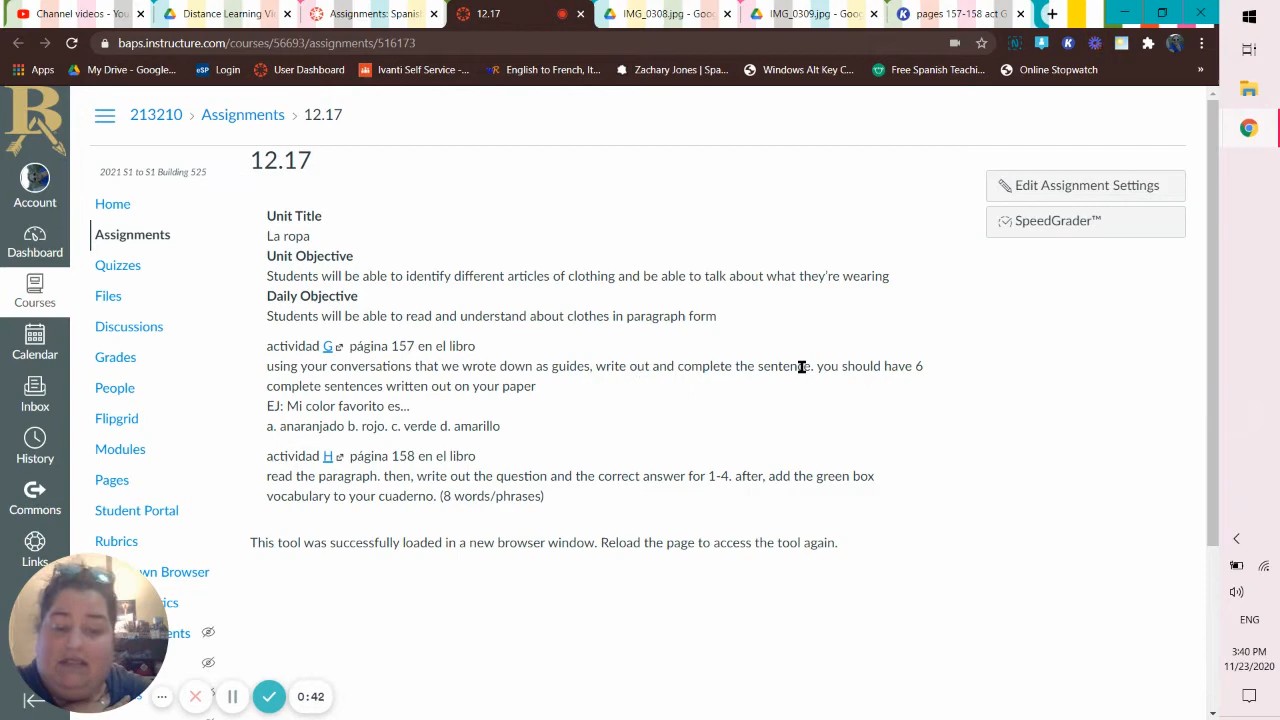 Channel videos - You
Distance Learning Vi
Assignments: Spanis
12.17
IMG_0308.jpg - Goo
IMG_0309.jpg - Goo
pages 157-158 act G
baps.instructure.com/courses/56693/assignments/516173
Apps
My Drive - Google...
eSP
Login
User Dashboard
Ivanti Self Service -...
English to French, It...
Zachary Jones | Spa...
Windows Alt Key C...
Free Spanish Teachi...
Online Stopwatch
»
B
Account
Dashboard
Courses
Calendar
Inbox
History
Commons
Links
213210 › Assignments › 12.17
2021 S1 to S1 Building 525
Home
Assignments
Quizzes
Files
Discussions
Grades
People
Flipgrid
Modules
Pages
Student Portal
Rubrics
wn Browser
ics
ents
12.17
Edit Assignment Settings
SpeedGrader™
Unit Title
La ropa
Unit Objective
Students will be able to identify different articles of clothing and be able to talk about what they're wearing
Daily Objective
Students will be able to read and understand about clothes in paragraph form
actividad G página 157 en el libro
using your conversations that we wrote down as guides, write out and complete the sentence. you should have 6
complete sentences written out on your paper
EJ: Mi color favorito es...
a. anaranjado b. rojo. c. verde d. amarillo
actividad H página 158 en el libro
read the paragraph. then, write out the question and the correct answer for 1-4. after, add the green box
vocabulary to your cuaderno. (8 words/phrases)
This tool was successfully loaded in a new browser window. Reload the page to access the tool again.
0:42
ENG
3:40 PM
11/23/2020